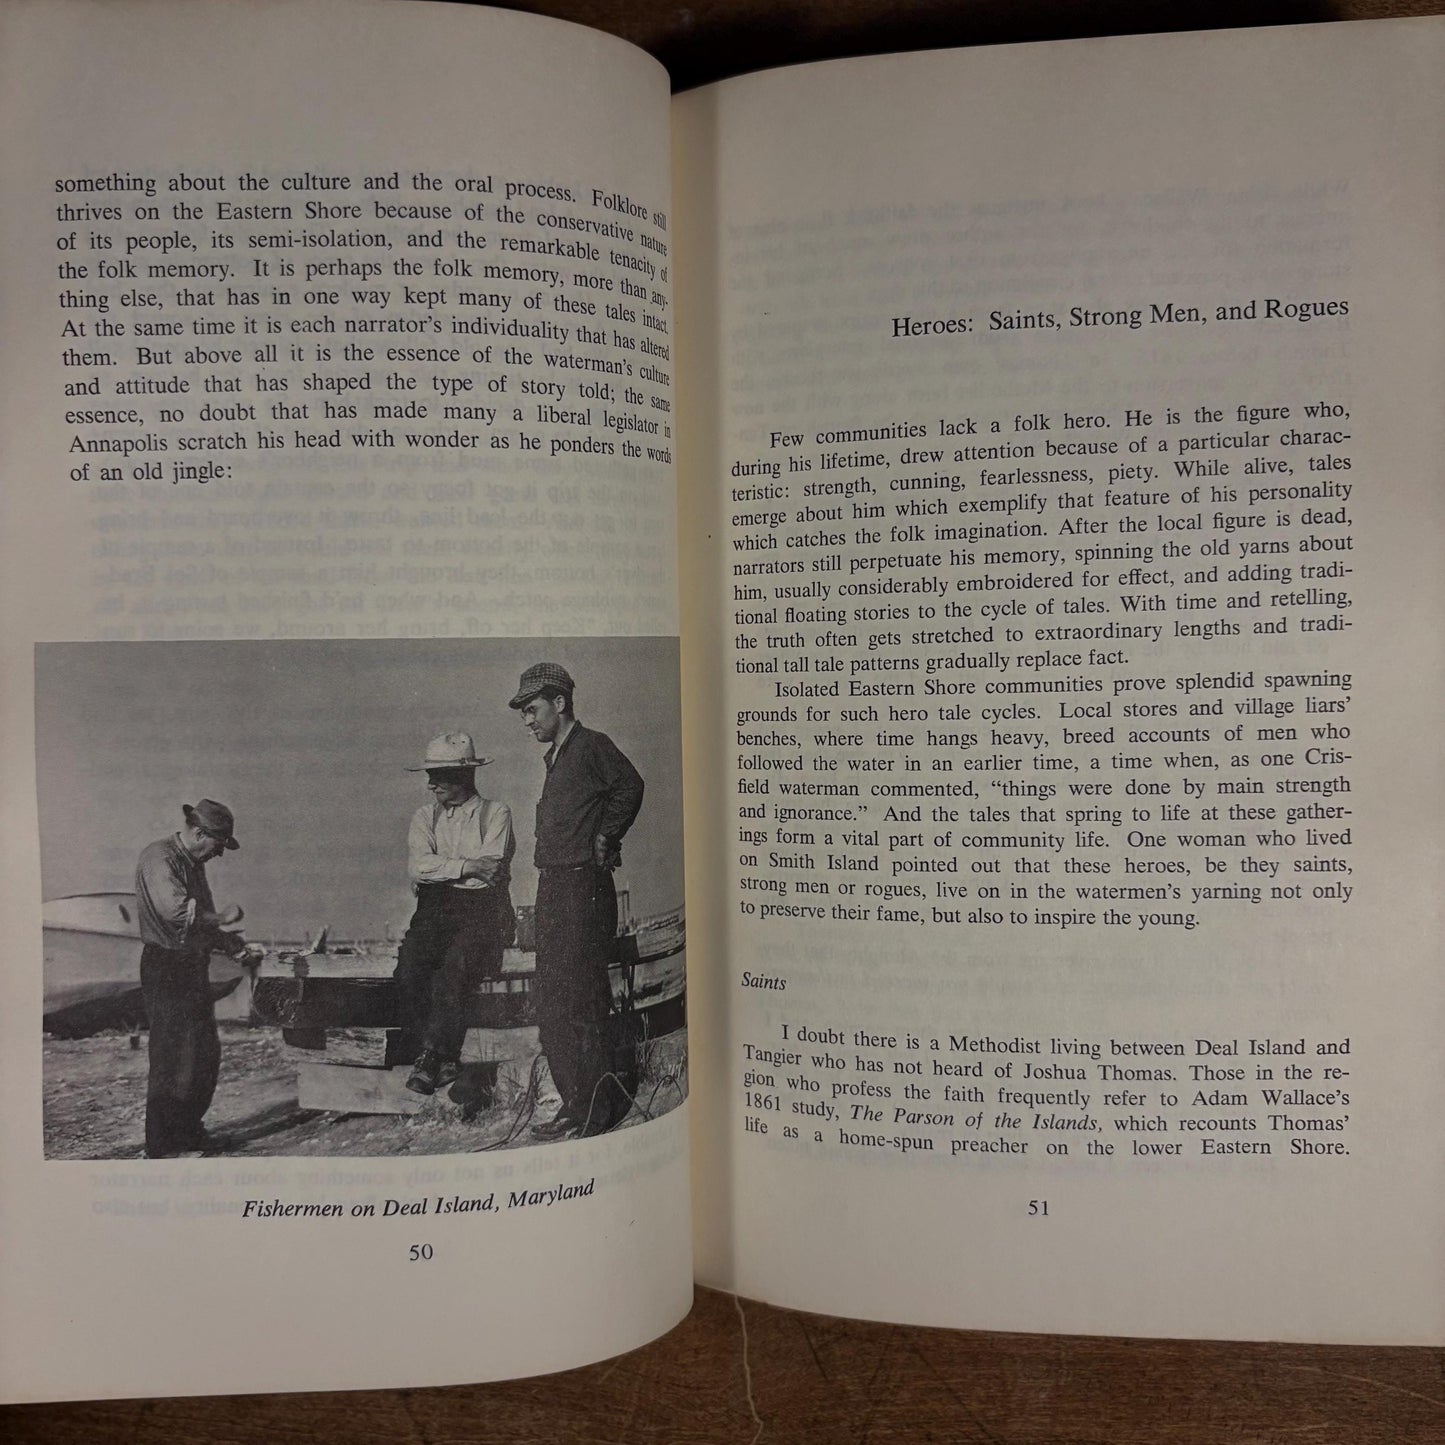 something about the culture and the oral process. Folklore still
thrives on the Eastern Shore because of the conservative nature
of its people, its semi-isolation, and the remarkable tenacity of
the folk memory. It is perhaps the folk memory, more than any-
thing else, that has in one way kept many of these tales intact.
At the same time it is each narrator's individuality that has altered
them. But above all it is the essence of the waterman's culture
and attitude that has shaped the type of story told; the same
essence, no doubt that has made many a liberal legislator in
Annapolis scratch his head with wonder as he ponders the words
of an old jingle:
Fishermen on Deal Island, Maryland
50
Heroes: Saints, Strong Men, and Rogues
Few communities lack a folk hero. He is the figure who,
during his lifetime, drew attention because of a particular charac-
teristic: strength, cunning, fearlessness, piety. While alive, tales
emerge about him which exemplify that feature of his personality
which catches the folk imagination. After the local figure is dead,
narrators still perpetuate his memory, spinning the old yarns about
him, usually considerably embroidered for effect, and adding tradi-
tional floating stories to the cycle of tales. With time and retelling,
the truth often gets stretched to extraordinary lengths and tradi-
tional tall tale patterns gradually replace fact.
Isolated Eastern Shore communities prove splendid spawning
grounds for such hero tale cycles. Local stores and village liars'
benches, where time hangs heavy, breed accounts of men who
followed the water in an earlier time, a time when, as one Cris-
field waterman commented, "things were done by main strength
and ignorance." And the tales that spring to life at these gather-
ings form a vital part of community life. One woman who lived
on Smith Island pointed out that these heroes, be they saints,
strong men or rogues, live on in the watermen's yarning not only
to preserve their fame, but also to inspire the young.
Saints
I doubt there is a Methodist living between Deal Island and
Tangier who has not heard of Joshua Thomas. Those in the re-
gion who profess the faith frequently refer to Adam Wallace's
1861 study, The Parson of the Islands, which recounts Thomas'
life as a home-spun preacher on the lower Eastern Shore.
51